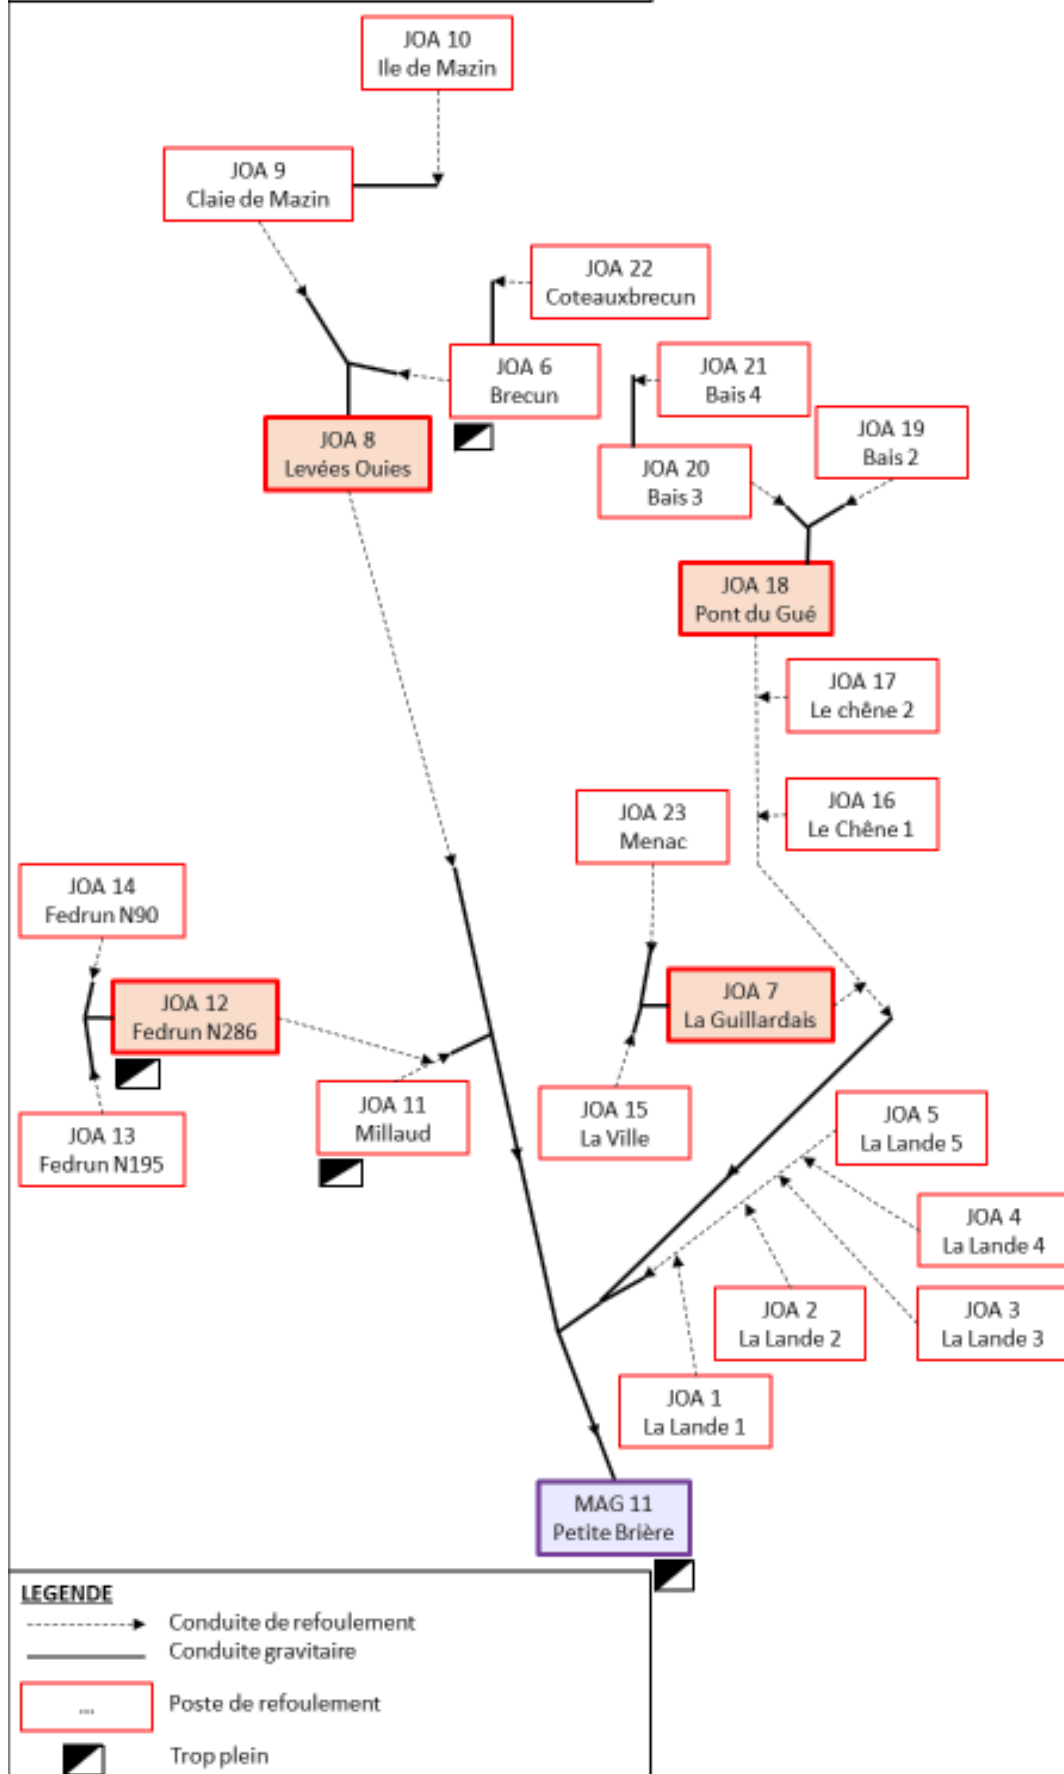 JOA 10
Ile de Mazin
JOA 9
Claie de Mazin
JOA 22
Coteauxbrecun
JOA 6
Brecun
JOA 21
Bais 4
JOA 19
Bais 2
JOA 8
Levées Ouies
JOA 20
Bais 3
JOA 18
Pont du Gué
JOA 17
Le chêne 2
JOA 16
Le Chêne 1
JOA 23
Menac
JOA 14
Fedrun N90
JOA 12
Fedrun N286
JOA 7
La Guillardais
JOA 11
Millaud
JOA 15
La Ville
JOA 5
La Lande 5
JOA 13
Fedrun N195
JOA 4
La Lande 4
JOA 2
La Lande 2
JOA 3
La Lande 3
JOA 1
La Lande 1
MAG 11
Petite Brière
LEGENDE
Conduite de refoulement
Conduite gravitaire
... Poste de refoulement
Trop plein